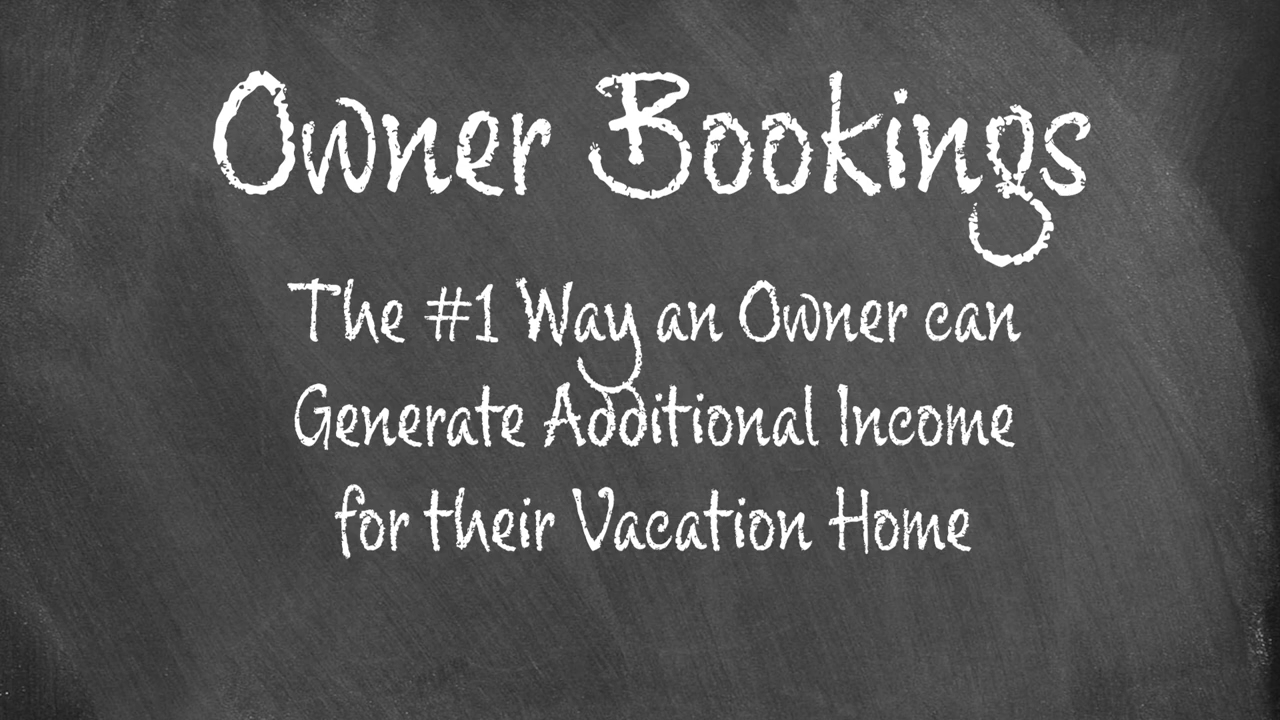 Owner Bookings
The #1 Way an Owner can
Generate Additional Income
for their Vacation Home